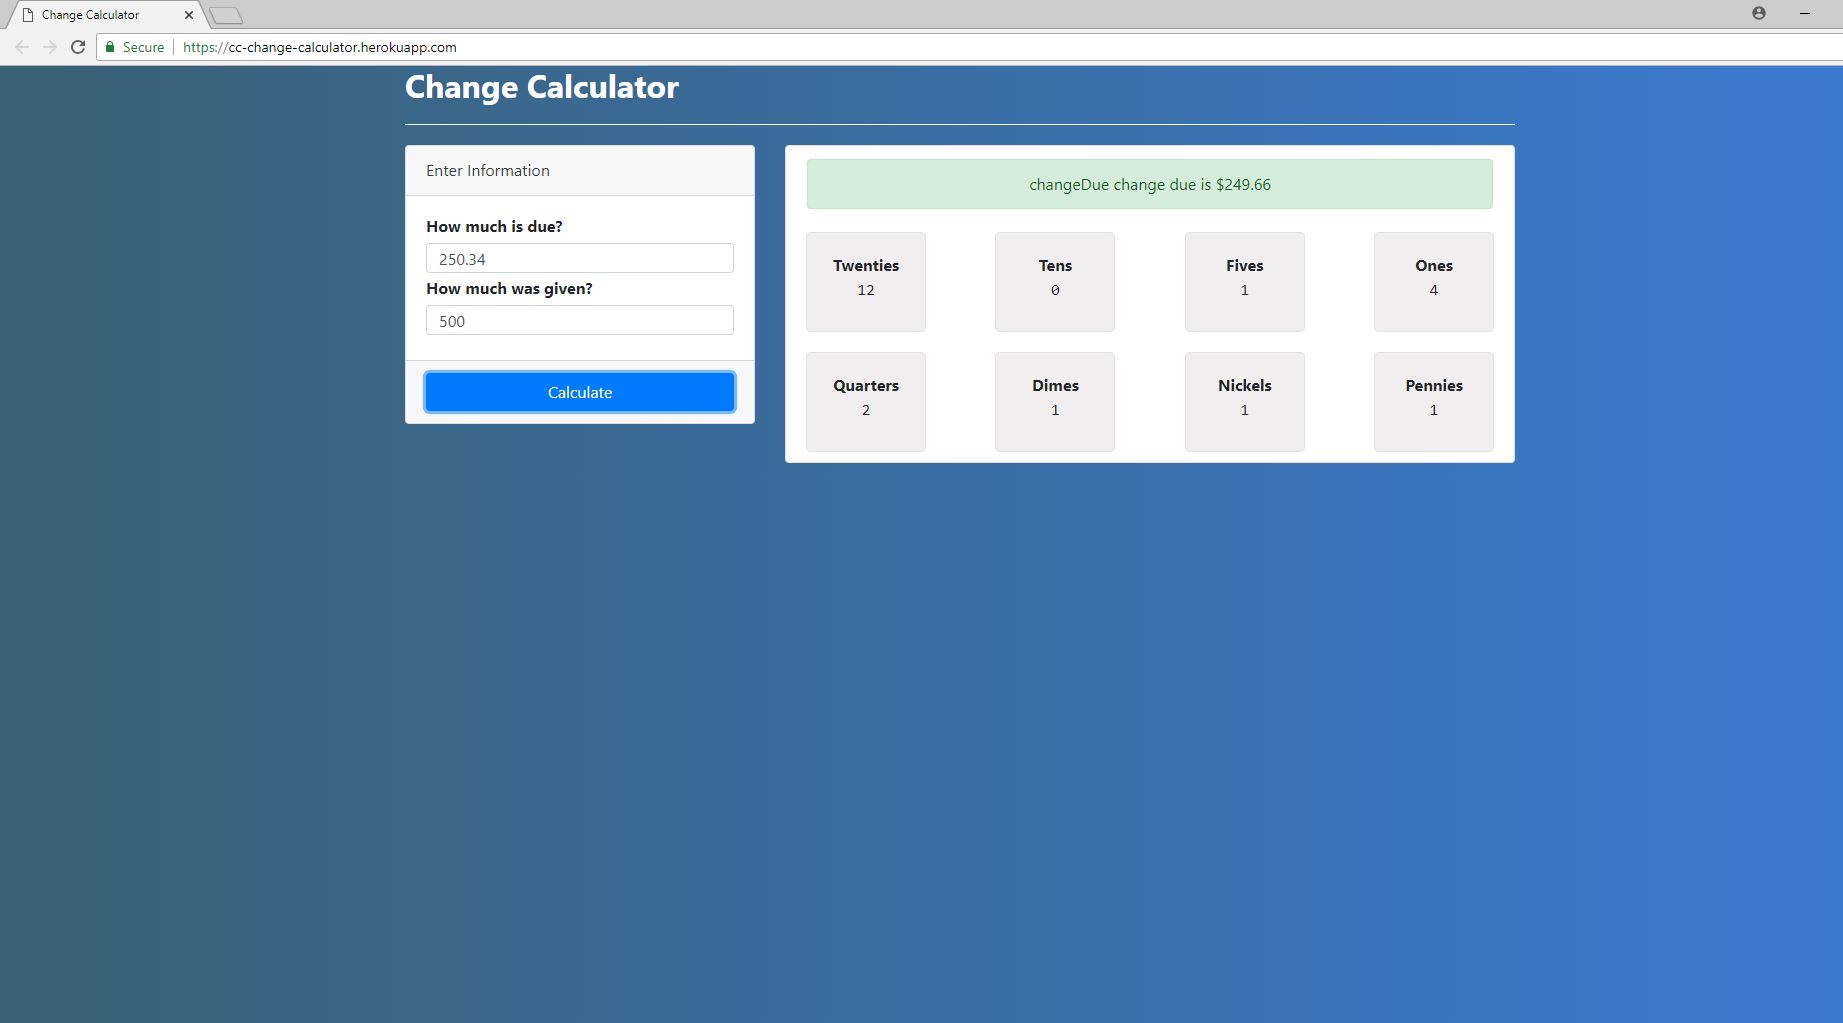 Change Calculator
Secure https://cc-change-calculator.herokuapp.com
Change Calculator
Enter Information
How much is due?
250.34
How much was given?
500
Calculate
changeDue change due is $249.66
Twenties Tens Fives Ones
12 0 1 4
Quarters Dimes Nickels Pennies
2 1 1 1